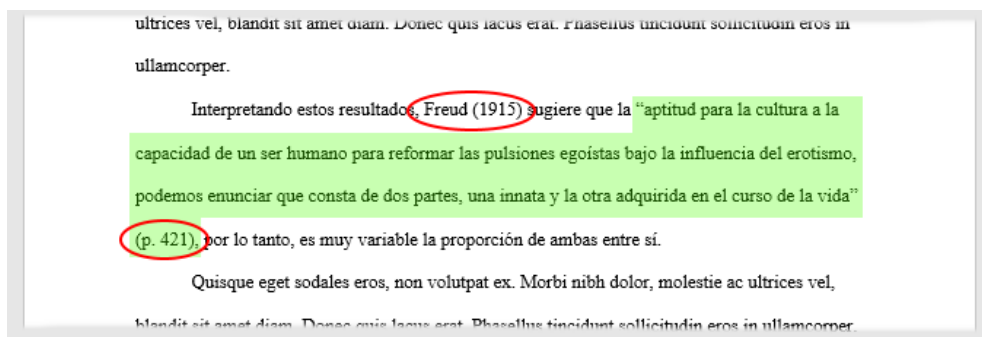 ultrices vel, blandit sit amet diam. Donec quis lacus erat. Phasellus tincidunt sollicitudin eros in
ullamcorper.
Interpretando estos resultados, Freud (1915) sugiere que la “aptitud para la cultura a la
capacidad de un ser humano para reformar las pulsiones egoístas bajo la influencia del erotismo,
podemos enunciar que consta de dos partes, una innata y la otra adquirida en el curso de la vida”
(p. 421), por lo tanto, es muy variable la proporción de ambas entre sí.
Quisque eget sodales eros, non volutpat ex. Morbi nibh dolor, molestie ac ultrices vel,
blandit sit amet diam. Donec quis lacus erat. Phasellus tincidunt sollicitudin eros in ullamcorper.